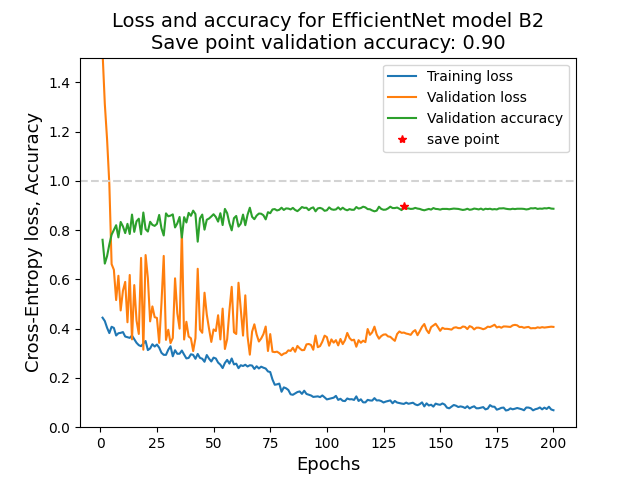 Loss and accuracy for EfficientNet model B2
Save point validation accuracy: 0.90
Training loss
Validation loss
Validation accuracy
save point
Cross-Entropy loss, Accuracy
1.4
1.2
1.0
0.8
0.6
0.4
0.2
0.0
0 25 50 75 100 125 150 175 200
Epochs